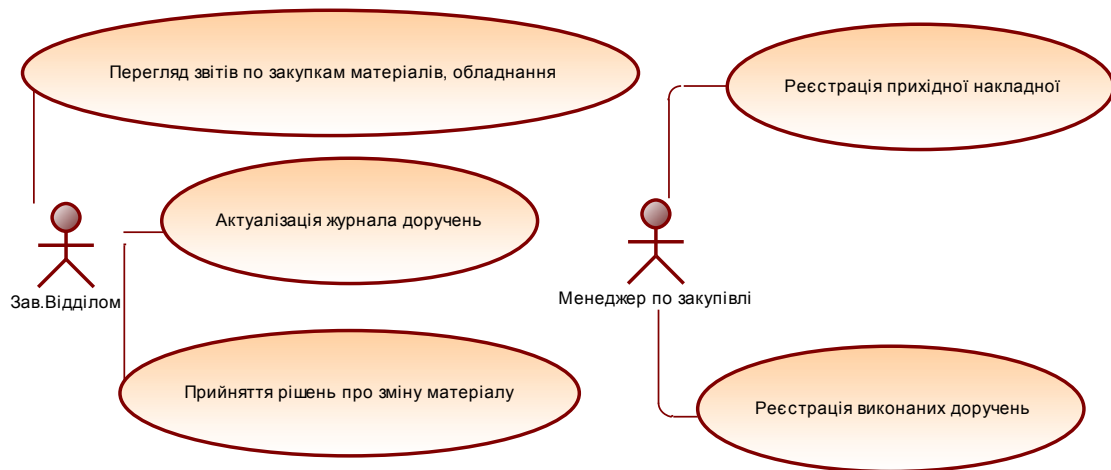 Перегляд звітів по закупкам матеріалів, обладнання
Реєстрація прихідної накладної
Актуалізація журнала доручень
Зав.Відділом
Менеджер по закупівлі
Прийняття рішень про зміну матеріалу
Реєстрація виконаних доручень